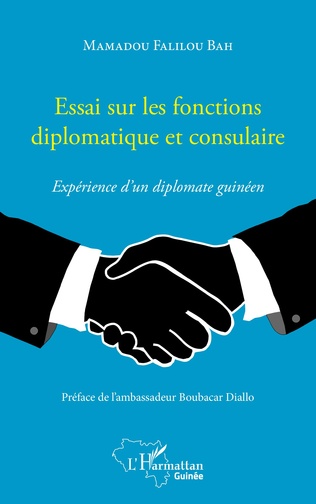 Mamadou Falilou Bah
Essai sur les fonctions
diplomatique et consulaire
Expérience d'un diplomate guinéen
Préface de l'ambassadeur Boubacar Diallo
L'Harmattan
Guinée